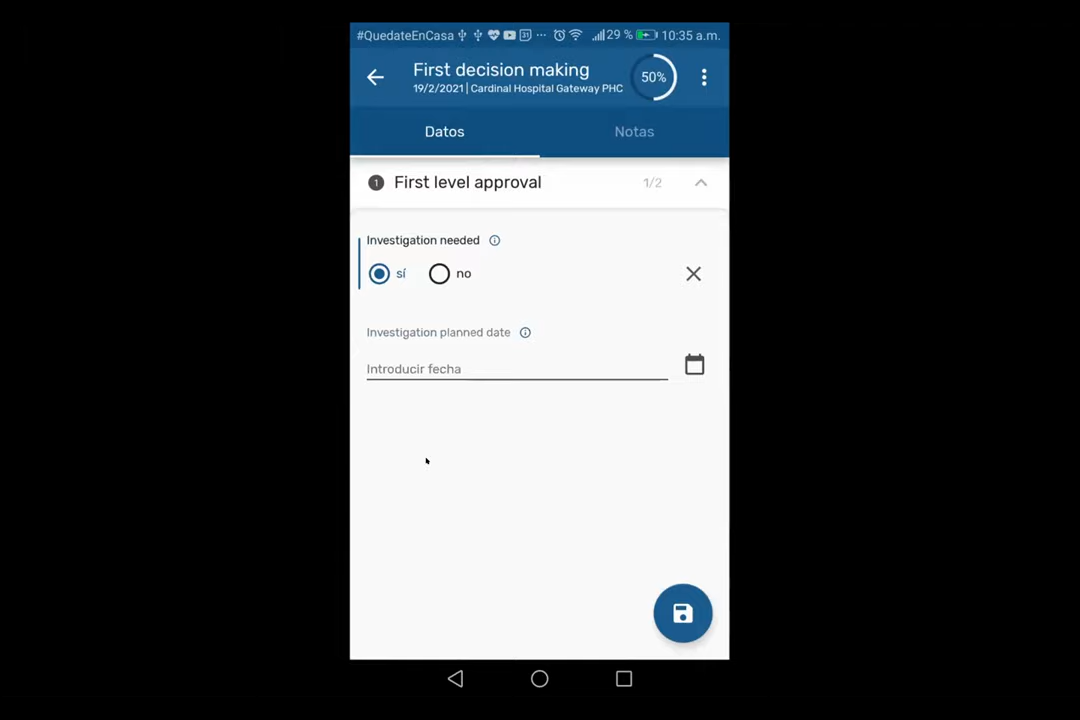 #QuedateEnCasa 31 ... 29 % 10:35 a.m.
First decision making
50%
19/2/2021 | Cardinal Hospital Gateway PHC
Datos Notas
1 First level approval 1/2
Investigation needed
sí no
Investigation planned date
Introducir fecha